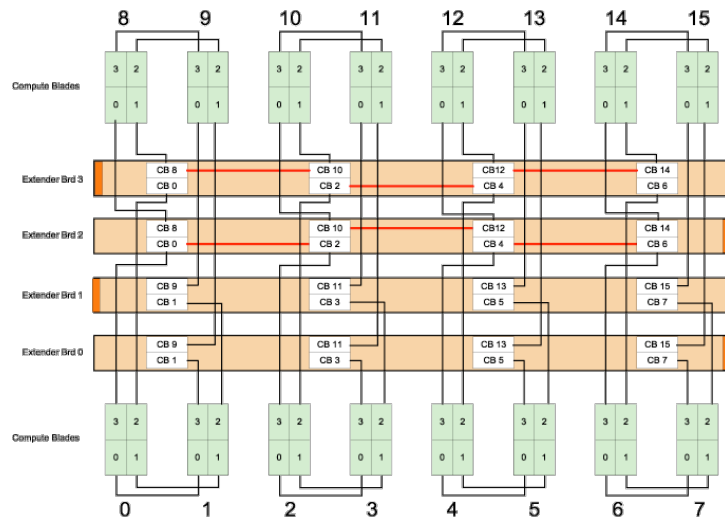 8 9 10 11 12 13 14 15
3 2 3 2 3 2 3 2 3 2 3 2 3 2 3 2
Compute Blades
0 1 0 1 0 1 0 1 0 1 0 1 0 1 0 1
CB 8 CB 10 CB12 CB 14
Extender Brd 3
CB 0 CB 2 CB 4 CB 6
CB 8 CB 10 CB12 CB 14
Extender Brd 2
CB 0 CB 2 CB 4 CB 6
CB 9 CB 11 CB 13 CB 15
Extender Brd 1
CB 1 CB 3 CB 5 CB 7
CB 9 CB 11 CB 13 CB 15
Extender Brd 0
CB 1 CB 3 CB 5 CB 7
3 2 3 2 3 2 3 2 3 2 3 2 3 2 3 2
Compute Blades
0 1 0 1 0 1 0 1 0 1 0 1 0 1 0 1
0 1 2 3 4 5 6 7